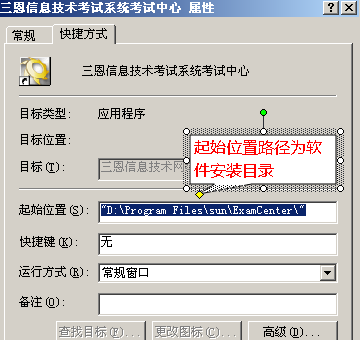 三恩信息技术考试系统考试中心 属性
常规 快捷方式
三恩信息技术考试系统考试中心
目标类型: 应用程序
目标位置:
目标(T): 三恩信息技术网
起始位置路径为软
件安装目录
起始位置(S): "D:\Program Files\sun\ExamCenter\"
快捷键(K): 无
运行方式(R): 常规窗口
备注(O):
查找目标(F)... 更改图标(C)... 高级(D)...